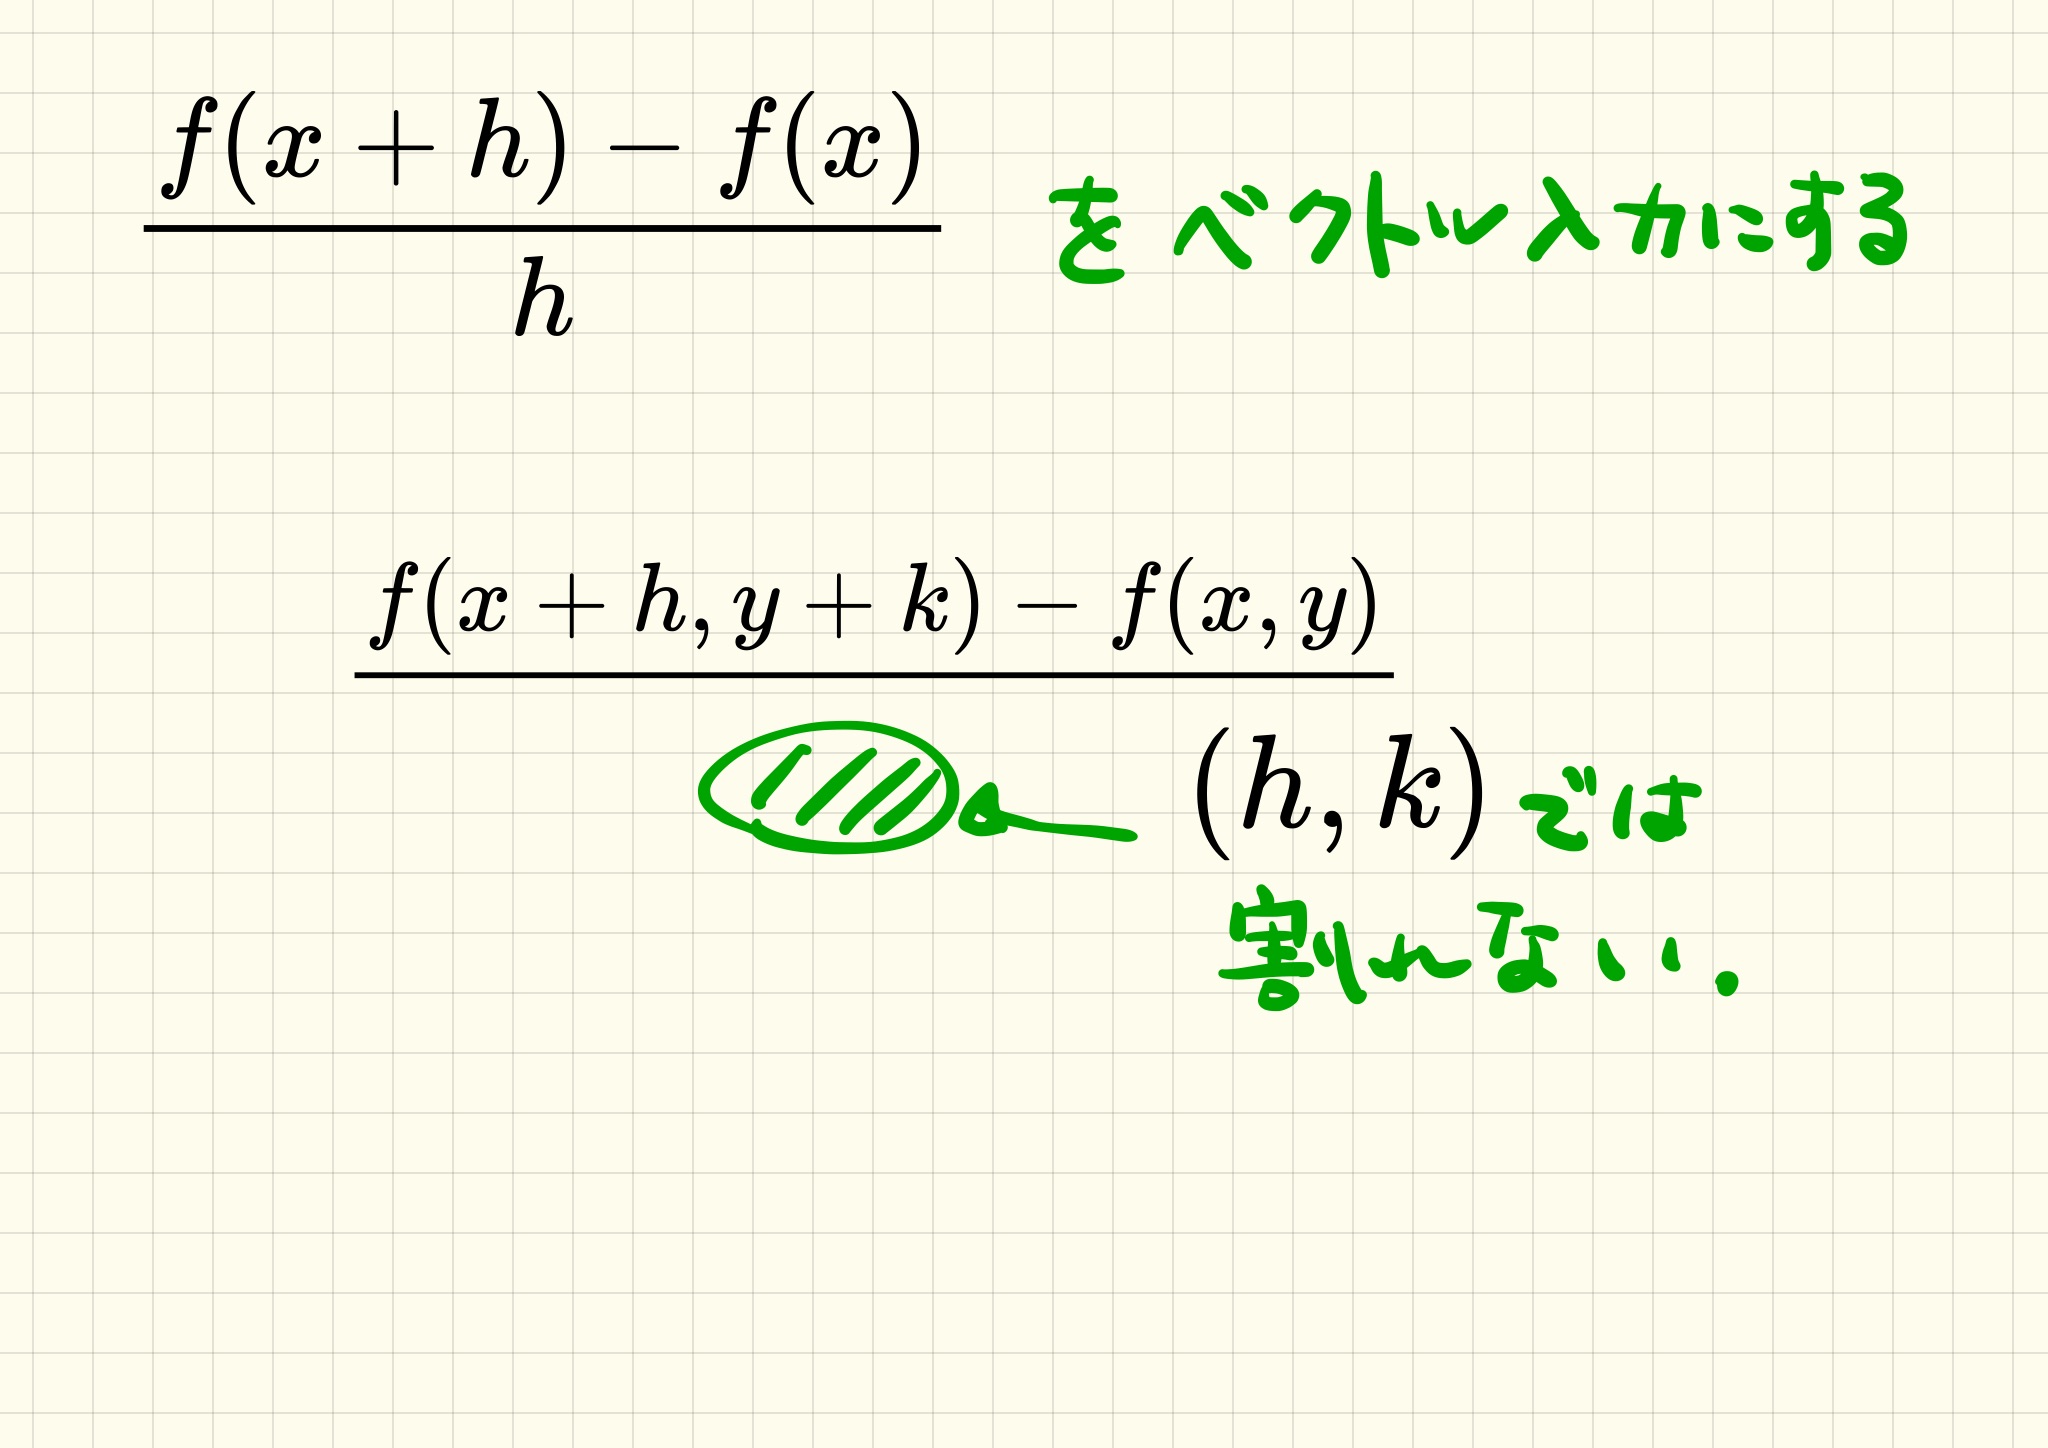 f(x + h) − f(x)
h
をベクトル入力にする
f(x + h, y + k) − f(x, y)
(h, k) では
割れない.